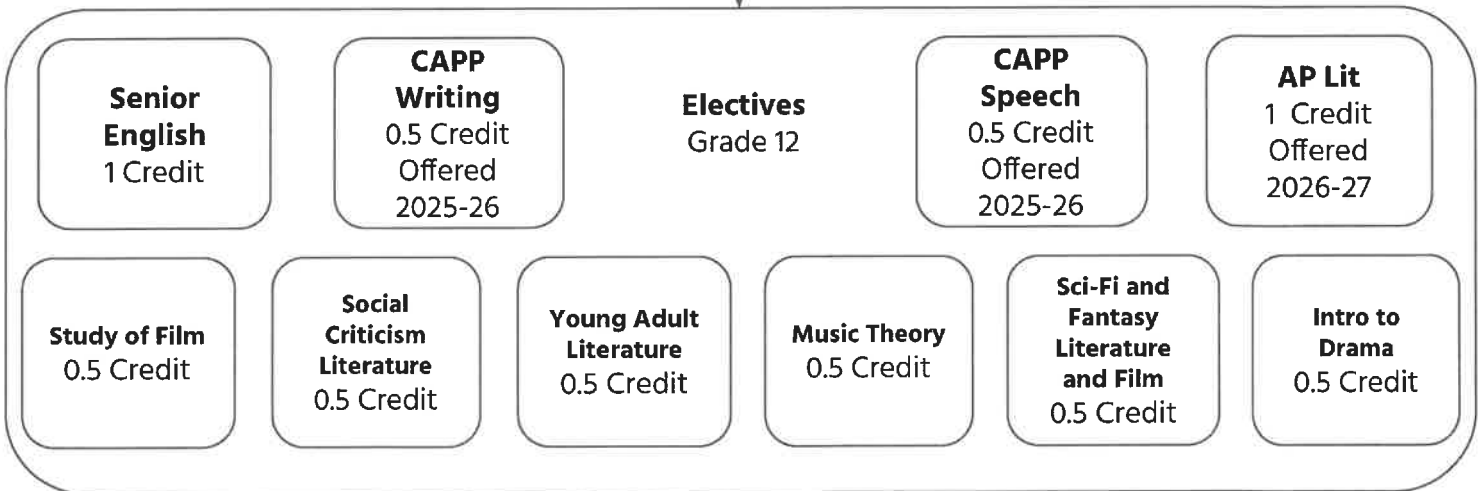 Senior
English
1 Credit
CAPP
Writing
0.5 Credit
Offered
2025-26
Electives
Grade 12
CAPP
Speech
0.5 Credit
Offered
2025-26
AP Lit
1 Credit
Offered
2026-27
Study of Film
0.5 Credit
Social
Criticism
Literature
0.5 Credit
Young Adult
Literature
0.5 Credit
Music Theory
0.5 Credit
Sci-Fi and
Fantasy
Literature
and Film
0.5 Credit
Intro to
Drama
0.5 Credit